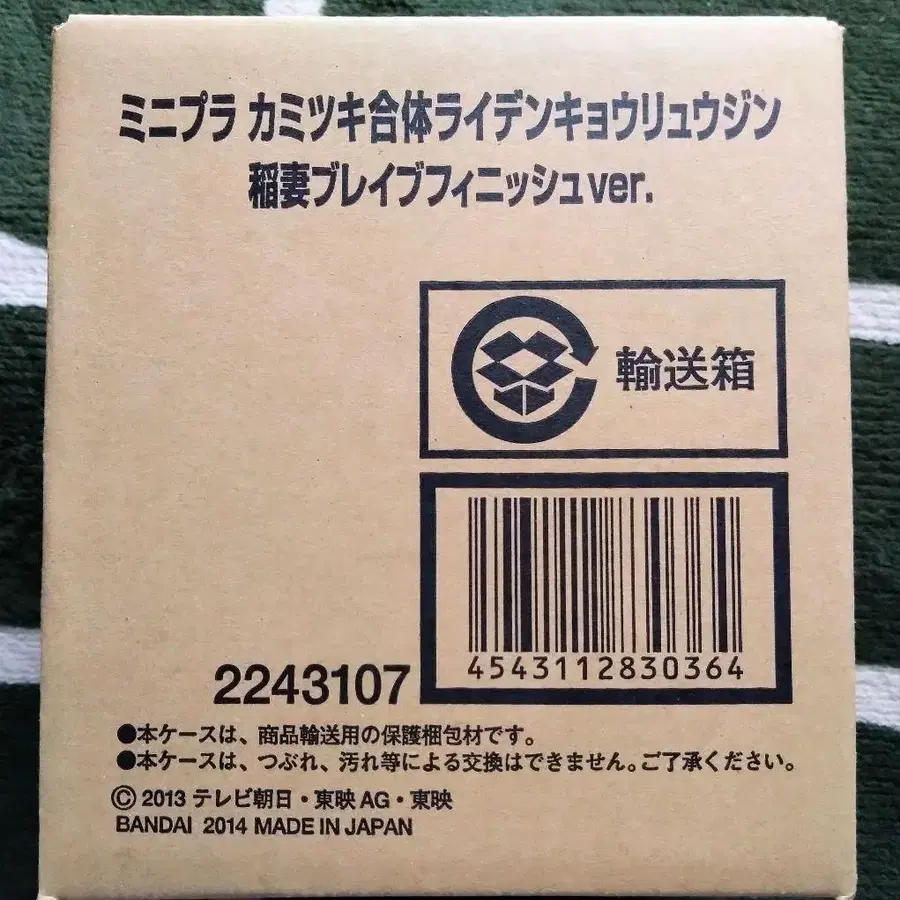 ミニプラ カミツキ合体ライデンキョウリュウジン
稲妻ブレイブフィニッシュver.
輸送箱
4543112830364
2243107
●本ケースは、商品輸送用の保護梱包材です。
●本ケースは、つぶれ、汚れ等による交換はできません。ご了承ください。
© 2013 テレビ朝日・東映AG・東映
BANDAI 2014 MADE IN JAPAN